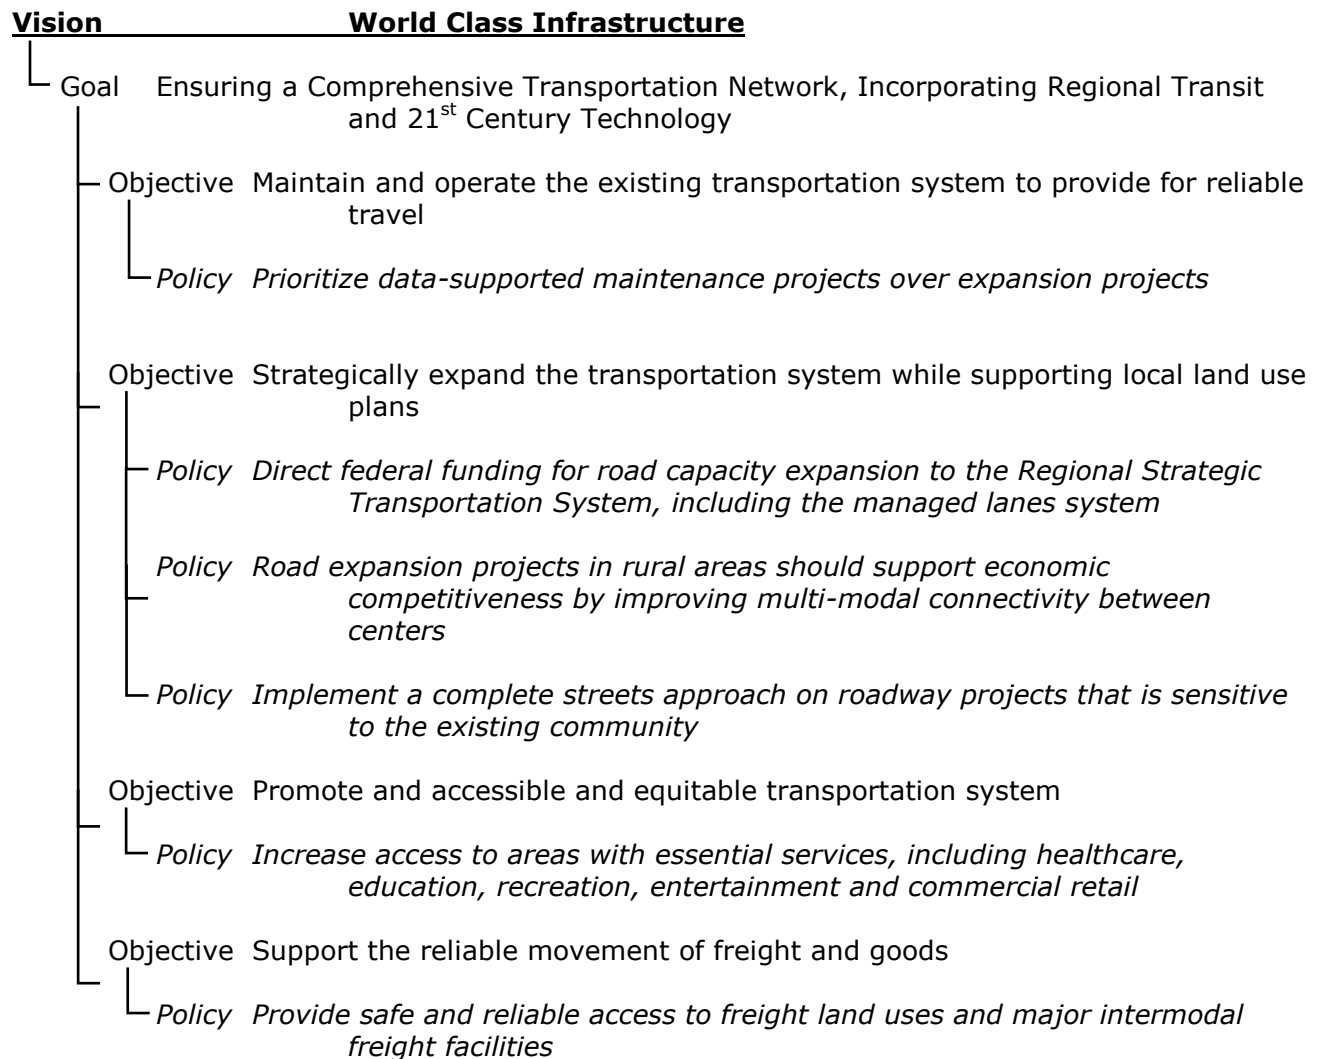 Vision World Class Infrastructure
Goal Ensuring a Comprehensive Transportation Network, Incorporating Regional Transit
and 21st Century Technology
Objective Maintain and operate the existing transportation system to provide for reliable
travel
Policy Prioritize data-supported maintenance projects over expansion projects
Objective Strategically expand the transportation system while supporting local land use
plans
Policy Direct federal funding for road capacity expansion to the Regional Strategic
Transportation System, including the managed lanes system
Policy Road expansion projects in rural areas should support economic
competitiveness by improving multi-modal connectivity between
centers
Policy Implement a complete streets approach on roadway projects that is sensitive
to the existing community
Objective Promote and accessible and equitable transportation system
Policy Increase access to areas with essential services, including healthcare,
education, recreation, entertainment and commercial retail
Objective Support the reliable movement of freight and goods
Policy Provide safe and reliable access to freight land uses and major intermodal
freight facilities